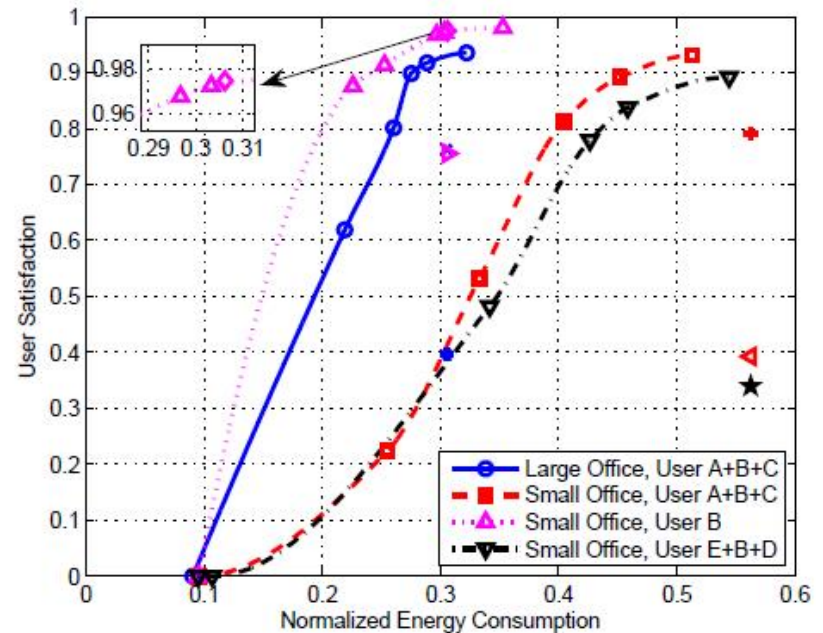 1
0.9
0.8
0.7
0.6
0.5
0.4
0.3
0.2
0.1
0
0.98
0.96
0.29 0.3 0.31
User Satisfaction
Large Office, User A+B+C
Small Office, User A+B+C
Small Office, User B
Small Office, User E+B+D
0 0.1 0.2 0.3 0.4 0.5 0.6
Normalized Energy Consumption